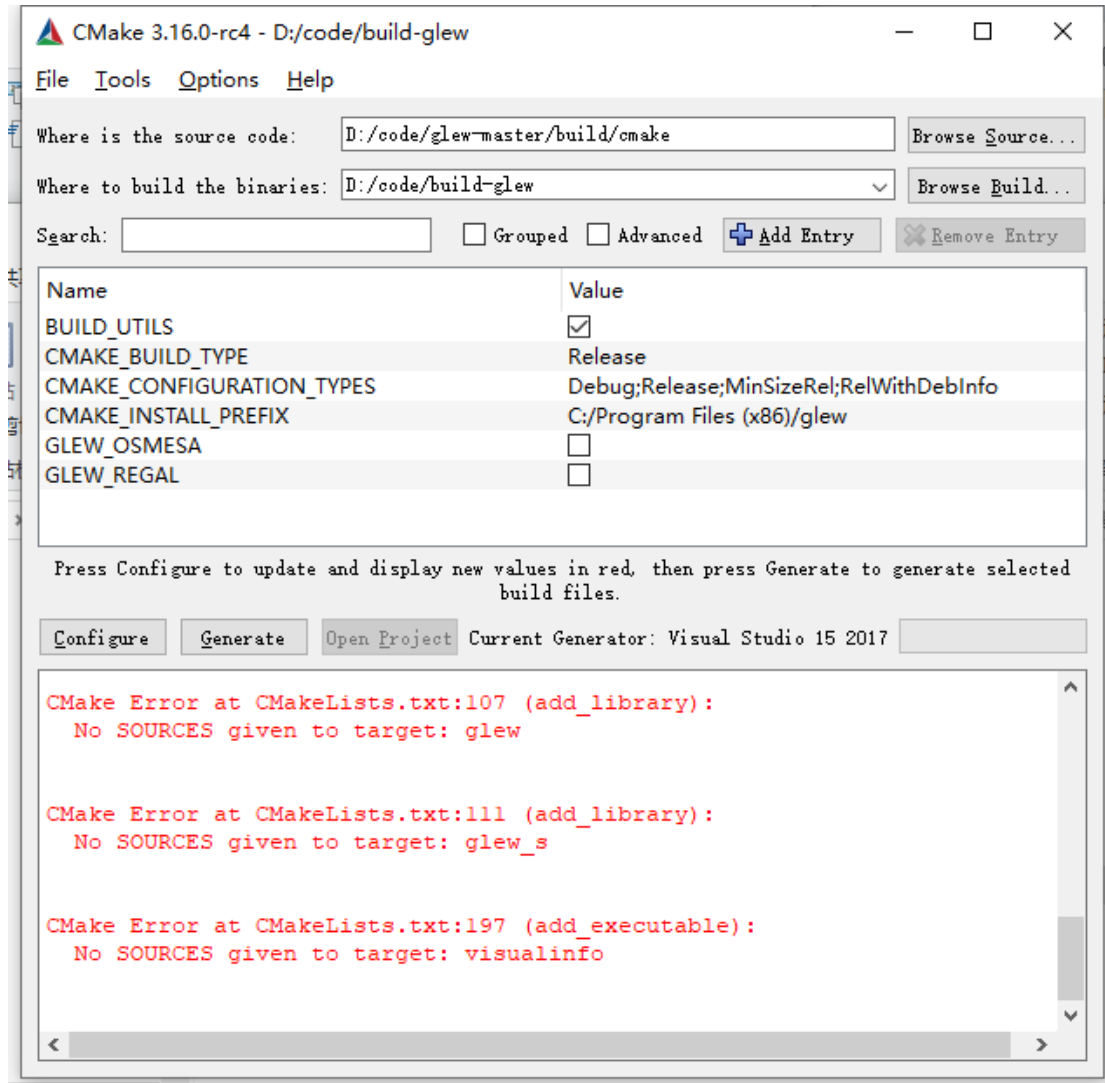 CMake 3.16.0-rc4 - D:/code/build-glew
File Tools Options Help
Where is the source code: D:/code/glew-master/build/cmake Browse Source...
Where to build the binaries: D:/code/build-glew Browse Build...
Search: Grouped Advanced Add Entry Remove Entry
Name Value
BUILD_UTILS
CMAKE_BUILD_TYPE Release
CMAKE_CONFIGURATION_TYPES Debug;Release;MinSizeRel;RelWithDebInfo
CMAKE_INSTALL_PREFIX C:/Program Files (x86)/glew
GLEW_OSMESA
GLEW_REGAL
Press Configure to update and display new values in red, then press Generate to generate selected
build files.
Configure Generate Open Project Current Generator: Visual Studio 15 2017
CMake Error at CMakeLists.txt:107 (add_library):
No SOURCES given to target: glew
CMake Error at CMakeLists.txt:111 (add_library):
No SOURCES given to target: glew_s
CMake Error at CMakeLists.txt:197 (add_executable):
No SOURCES given to target: visualinfo